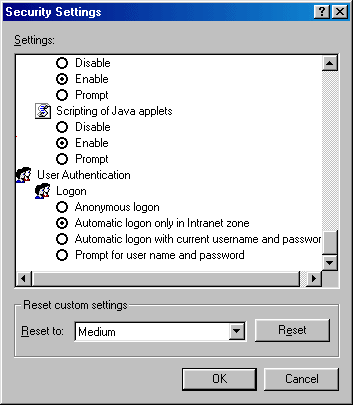 Security Settings
Settings:
Disable
Enable
Prompt
Scripting of Java applets
Disable
Enable
Prompt
User Authentication
Logon
Anonymous logon
Automatic logon only in Intranet zone
Automatic logon with current username and passwor
Prompt for user name and password
Reset custom settings
Reset to:
Medium
Reset
OK
Cancel